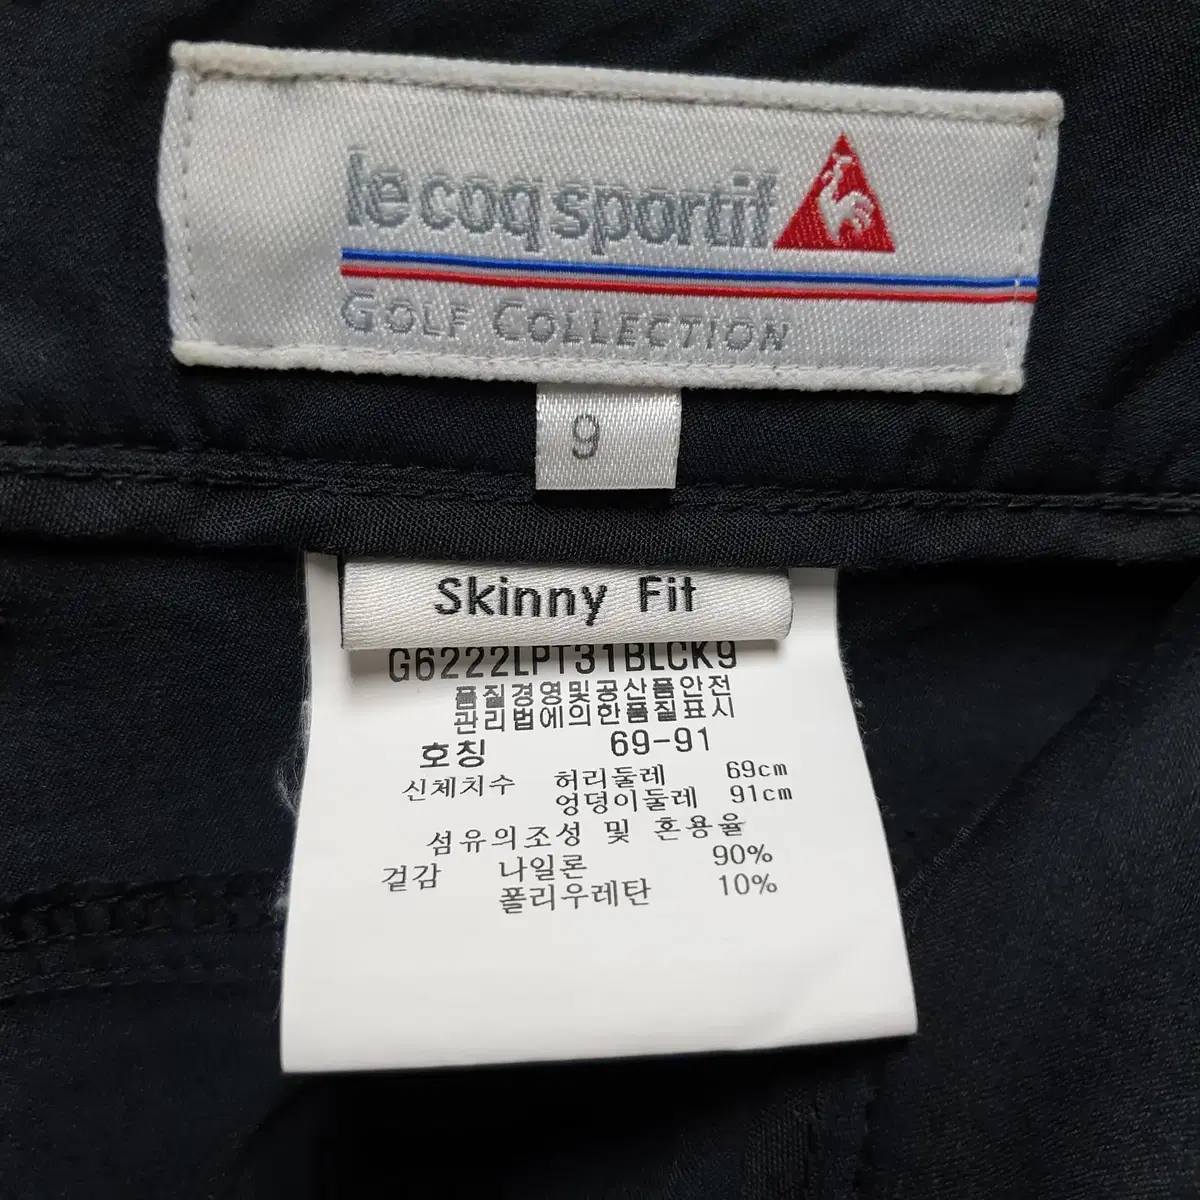 le coq sportif
GOLF COLLECTION
9
Skinny Fit
G6222LPT31BLCK9
품질경영및공산품안전
관리법에의한품질표시
호칭 69-91
신체치수 허리둘레 69cm
엉덩이둘레 91cm
섬유의조성 및 혼용율
겉감 나일론 90%
폴리우레탄 10%